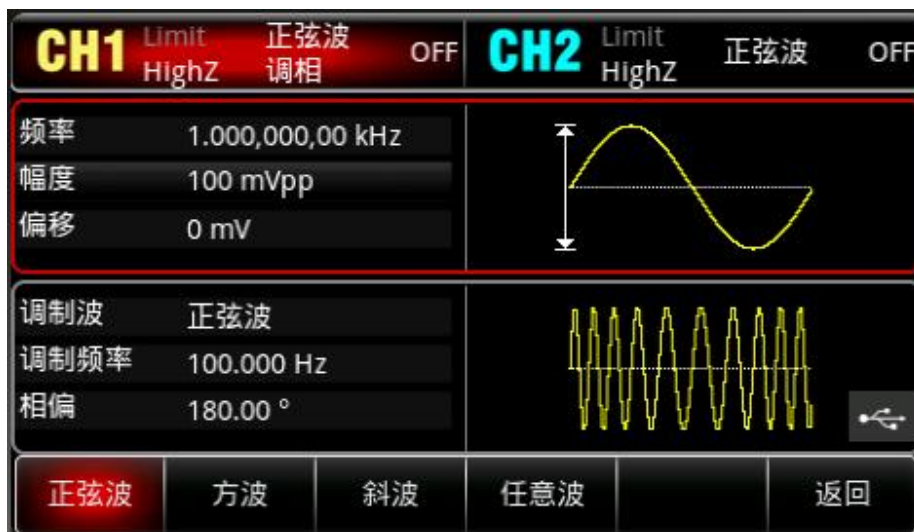 CH1 Limit 正弦波 OFF CH2 Limit 正弦波 OFF
HighZ 调相 HighZ
频率 1.000,000,00 kHz
幅度 100 mVpp
偏移 0 mV
调制波 正弦波
调制频率 100.000 Hz
相偏 180.00 °
正弦波 方波 斜波 任意波 返回